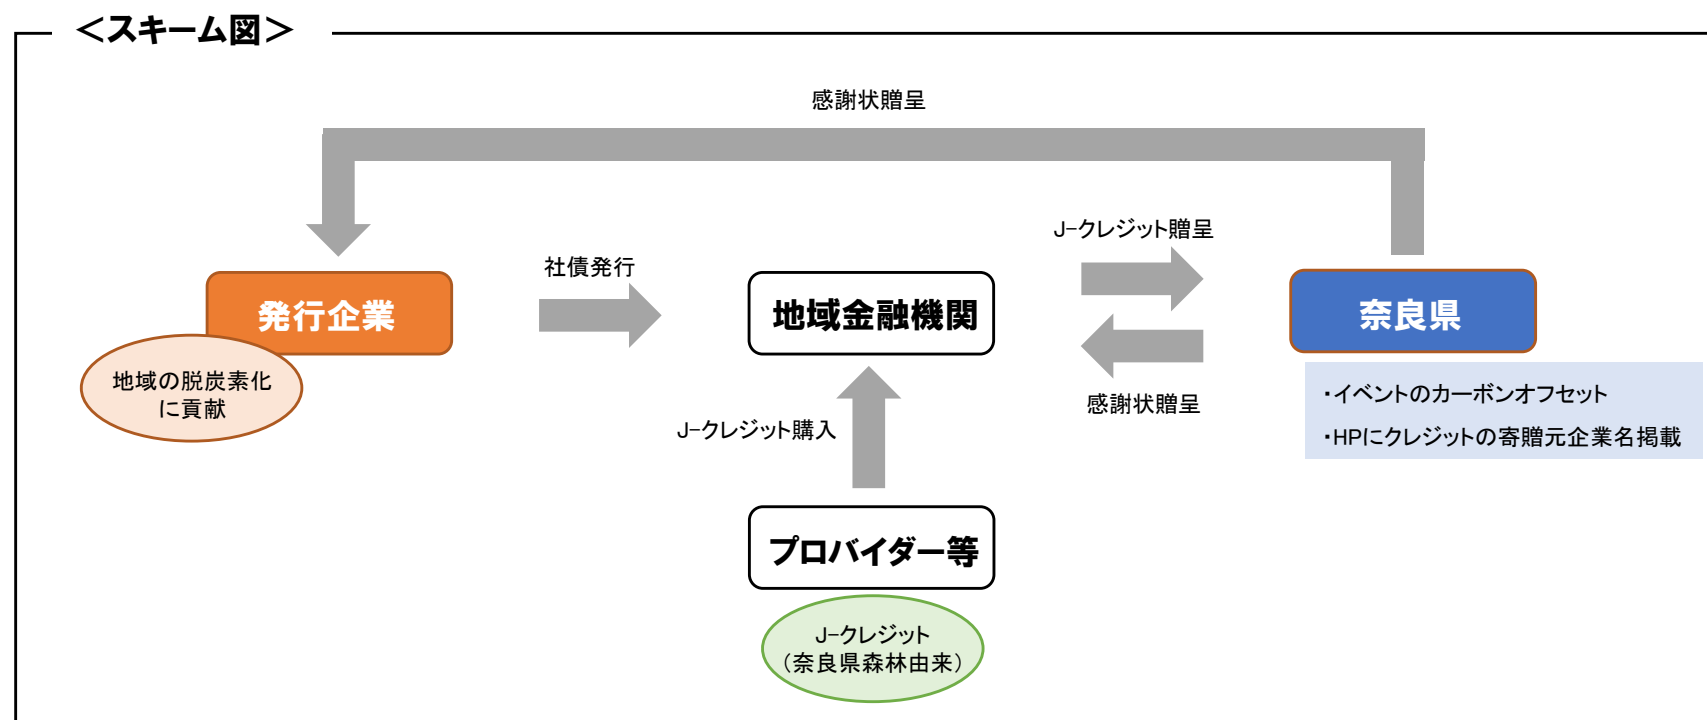 ＜スキーム図＞
感謝状贈呈
J-クレジット贈呈
社債発行
発行企業
地域金融機関
奈良県
地域の脱炭素化
に貢献
J-クレジット購入
感謝状贈呈
・イベントのカーボンオフセット
・HPにクレジットの寄贈元企業名掲載
プロバイダー等
J-クレジット
（奈良県森林由来）